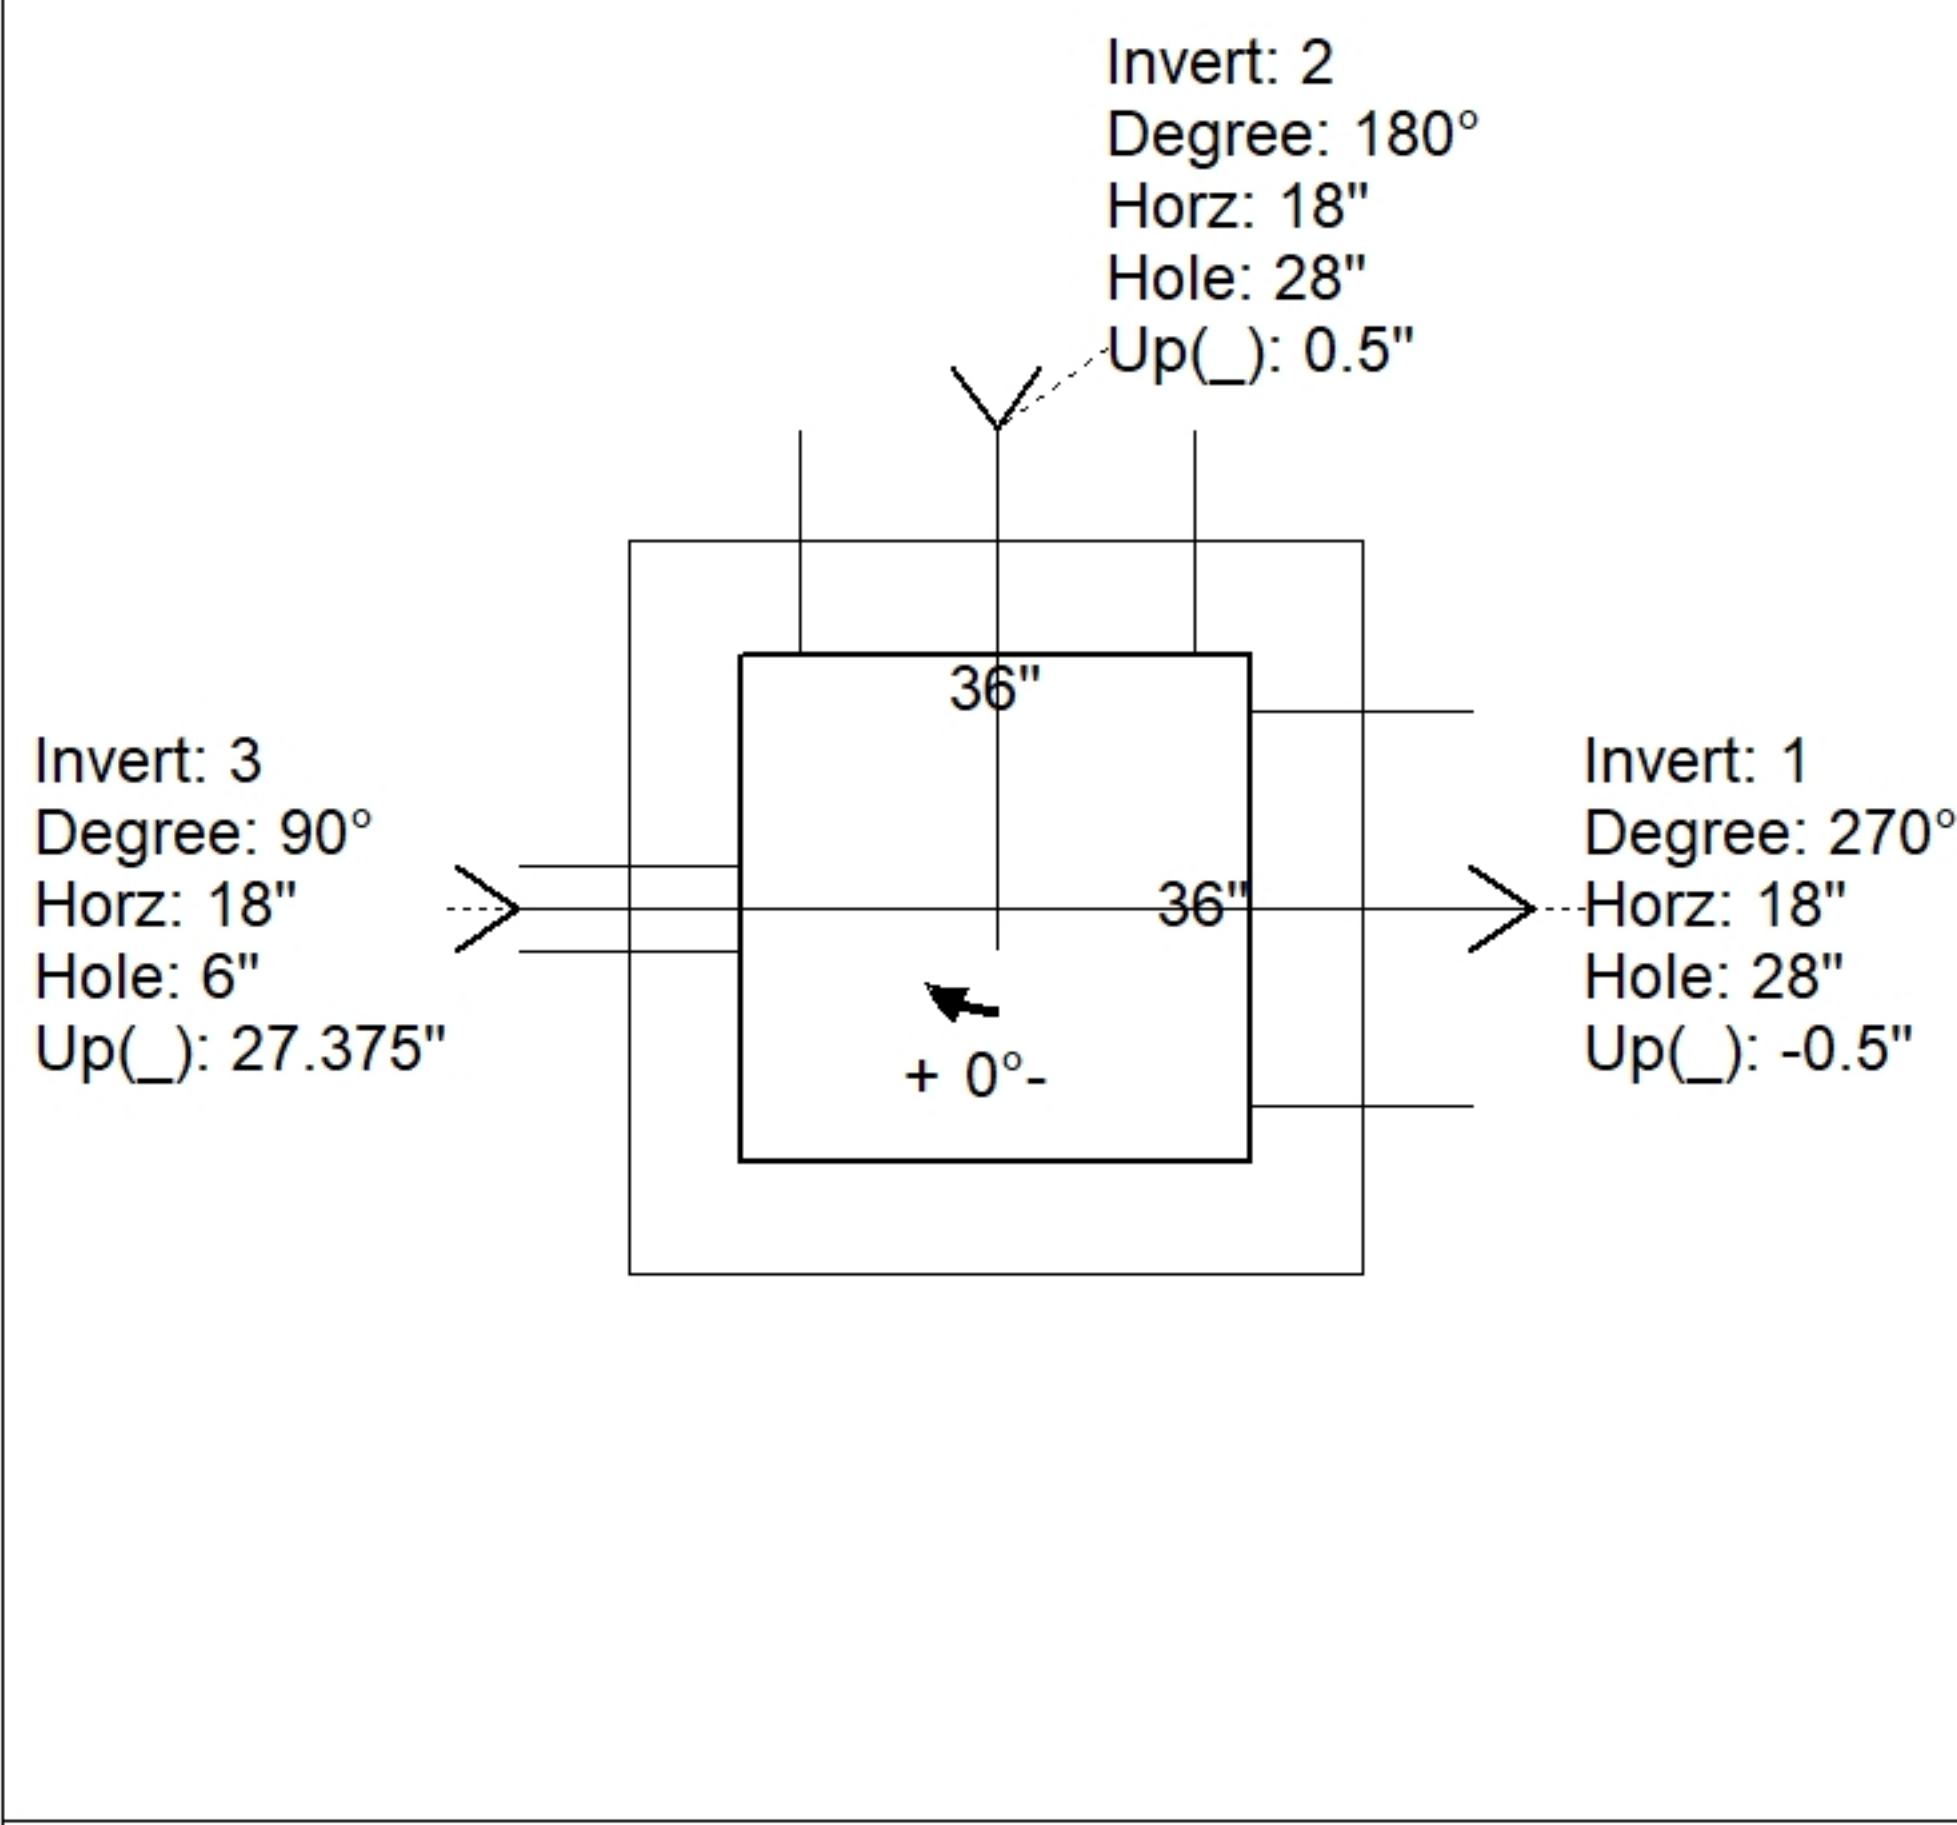 Invert: 2
Degree: 180°
Horz: 18"
Hole: 28"
Up(_): 0.5"
36"
Invert: 3
Degree: 90°
Horz: 18"
Hole: 6"
Up(_): 27.375"
36"
Invert: 1
Degree: 270°
Horz: 18"
Hole: 28"
Up(_): -0.5"
+ 0°-